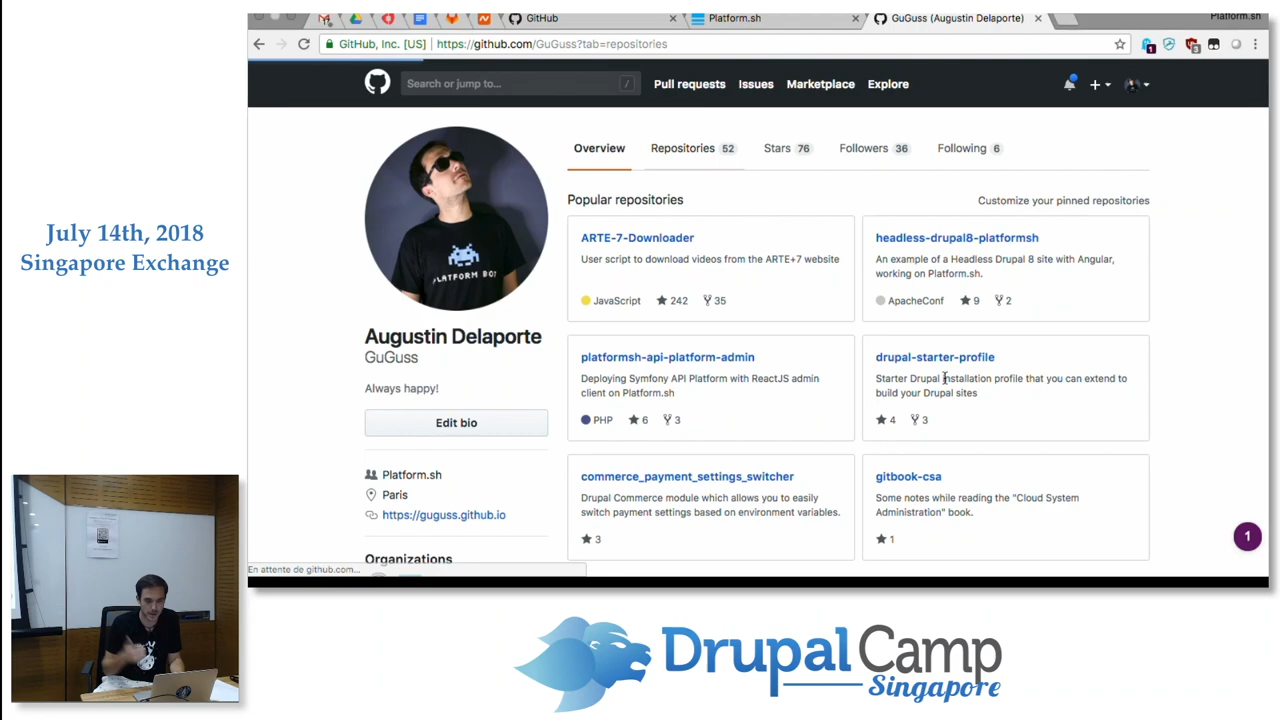 GitHub
Platform.sh
GuGuss (Augustin Delaporte)
Platform.sh
GitHub, Inc. [US]
https://github.com/GuGuss?tab=repositories
1
3
Search or jump to...
/
Pull requests
Issues
Marketplace
Explore
July 14th, 2018
Singapore Exchange
PLATFORM BOT
Augustin Delaporte
GuGuss
Always happy!
Edit bio
Platform.sh
Paris
https://guguss.github.io
Organizations
Overview
Repositories 52
Stars 76
Followers 36
Following 6
Popular repositories
Customize your pinned repositories
ARTE-7-Downloader
User script to download videos from the ARTE+7 website
JavaScript 242 35
headless-drupal8-platformsh
An example of a Headless Drupal 8 site with Angular,
working on Platform.sh.
ApacheConf 9 2
platformsh-api-platform-admin
Deploying Symfony API Platform with ReactJS admin
client on Platform.sh
PHP 6 3
drupal-starter-profile
Starter Drupal installation profile that you can extend to
build your Drupal sites
4 3
commerce_payment_settings_switcher
Drupal Commerce module which allows you to easily
switch payment settings based on environment variables.
3
gitbook-csa
Some notes while reading the "Cloud System
Administration" book.
1
1
En attente de github.com...
DrupalCamp
Singapore